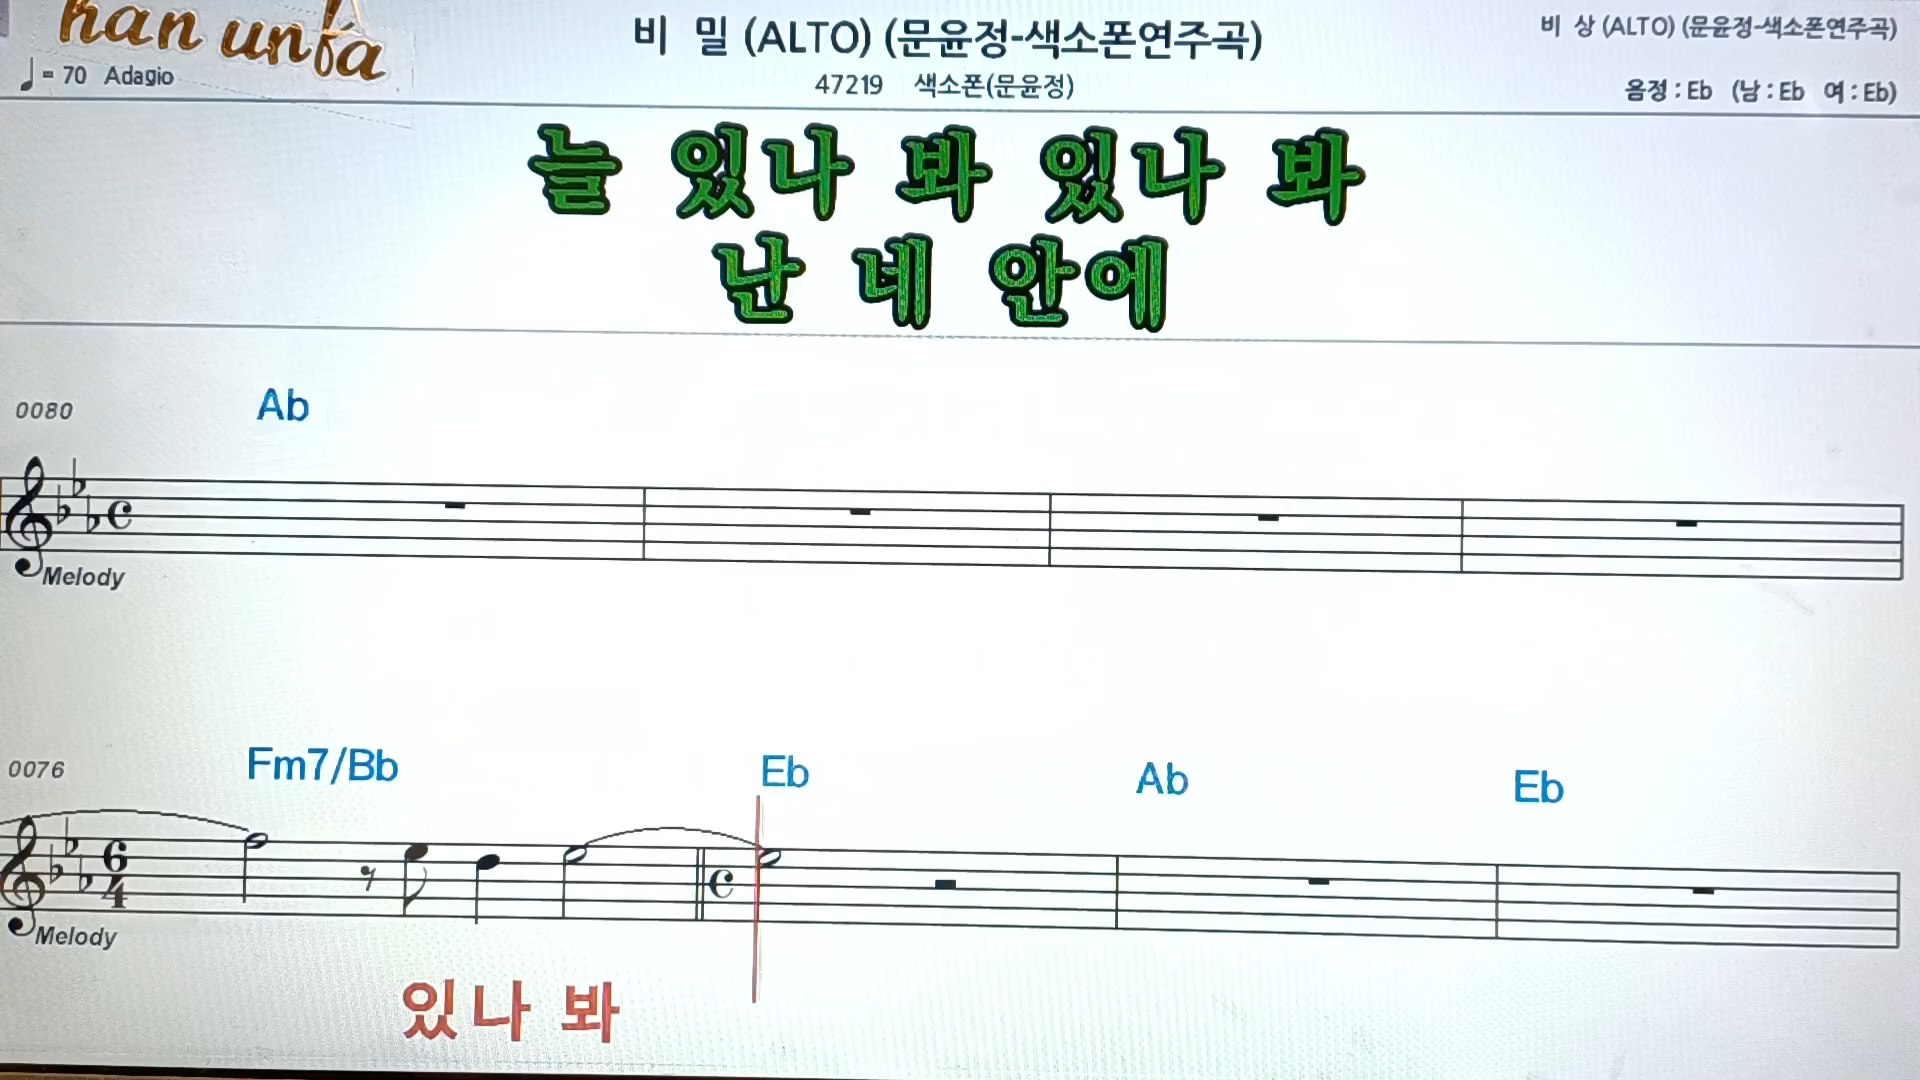 han unfa
♩= 70 Adagio
비 밀 (ALTO) (문윤정-색소폰연주곡)
47219 색소폰(문윤정)
비 상 (ALTO) (문윤정-색소폰연주곡)
음정 : Eb (남 : Eb 여 : Eb)
늘 있나 봐 있나 봐
난 네 안에
0080 Ab
Melody
0076 Fm7/Bb Eb Ab Eb
6
4
Melody
있나 봐